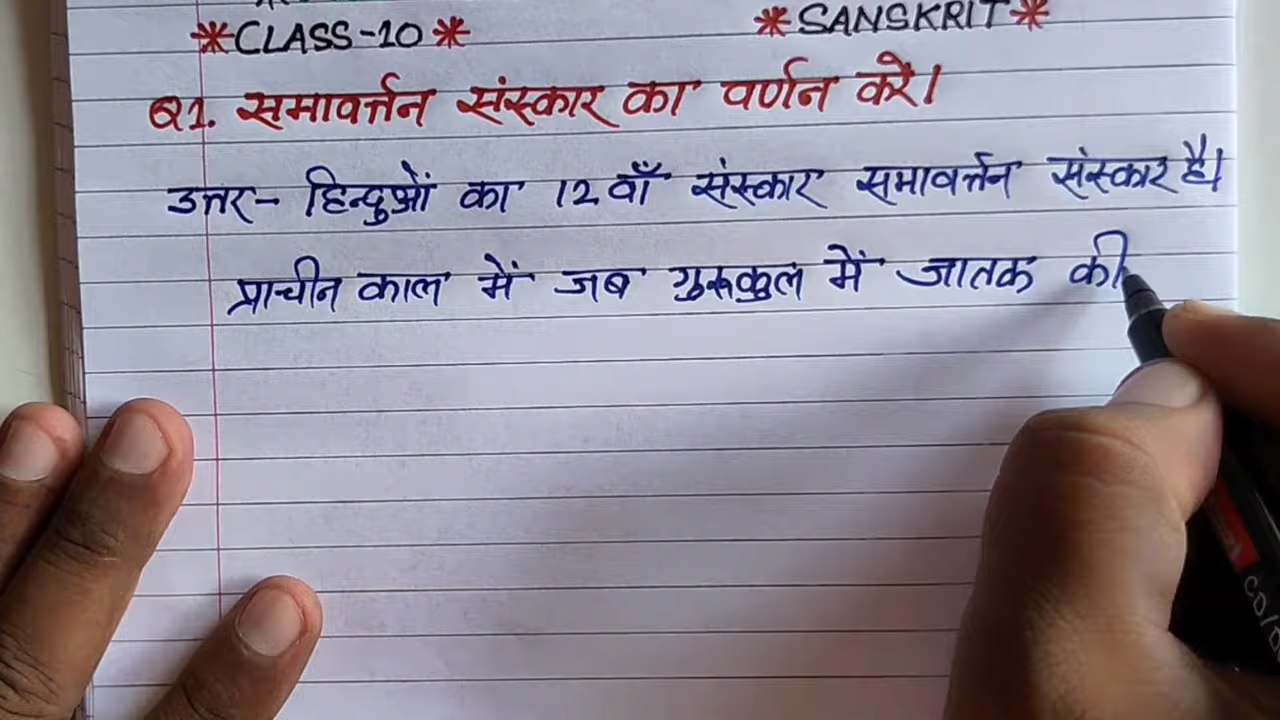 *CLASS-10* *SANSKRIT*
Q1. समावर्त्तन संस्कार का वर्णन करें।
उत्तर- हिन्दुओं का 12वाँ संस्कार समावर्त्तन संस्कार है।
प्राचीन काल में जब गुरुकुल में जातक की